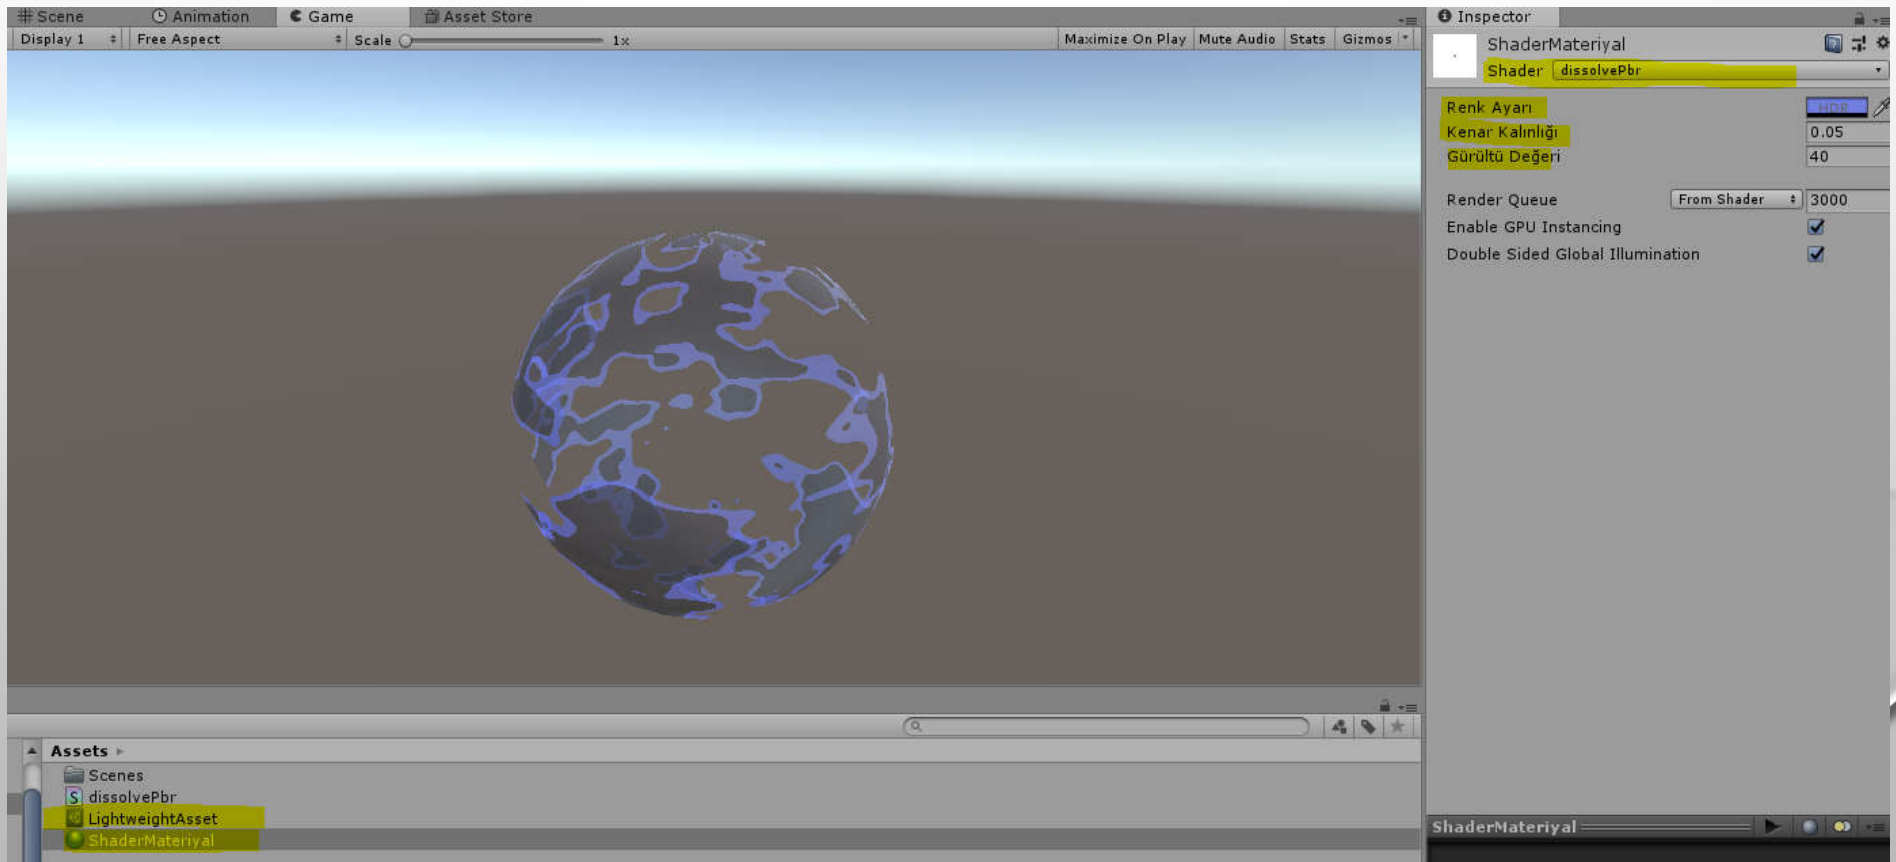 Scene Animation Game Asset Store
Display 1 Free Aspect Scale 1x Maximize On Play Mute Audio Stats Gizmos
Inspector
ShaderMateriyal
Shader dissolvePbr
Renk Ayarı HDR
Kenar Kalınlığı 0.05
Gürültü Değeri 40
Render Queue From Shader 3000
Enable GPU Instancing
Double Sided Global Illumination
Assets
Scenes
dissolvePbr
LightweightAsset
ShaderMateriyal
ShaderMateriyal